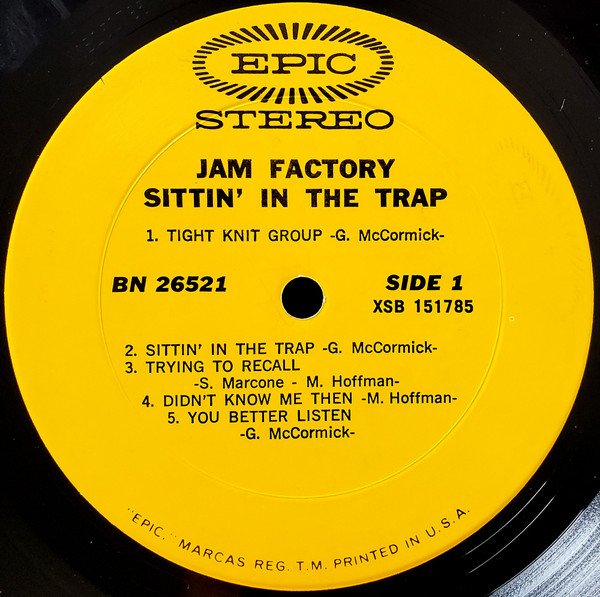 EPIC
STEREO
JAM FACTORY
SITTIN' IN THE TRAP
1. TIGHT KNIT GROUP -G. McCormick-
BN 26521
SIDE 1
XSB 151785
2. SITTIN' IN THE TRAP -G. McCormick-
3. TRYING TO RECALL
-S. Marcone - M. Hoffman-
4. DIDN'T KNOW ME THEN -M. Hoffman-
5. YOU BETTER LISTEN
-G. McCormick-
"EPIC," MARCAS REG. T.M. PRINTED IN U.S.A.